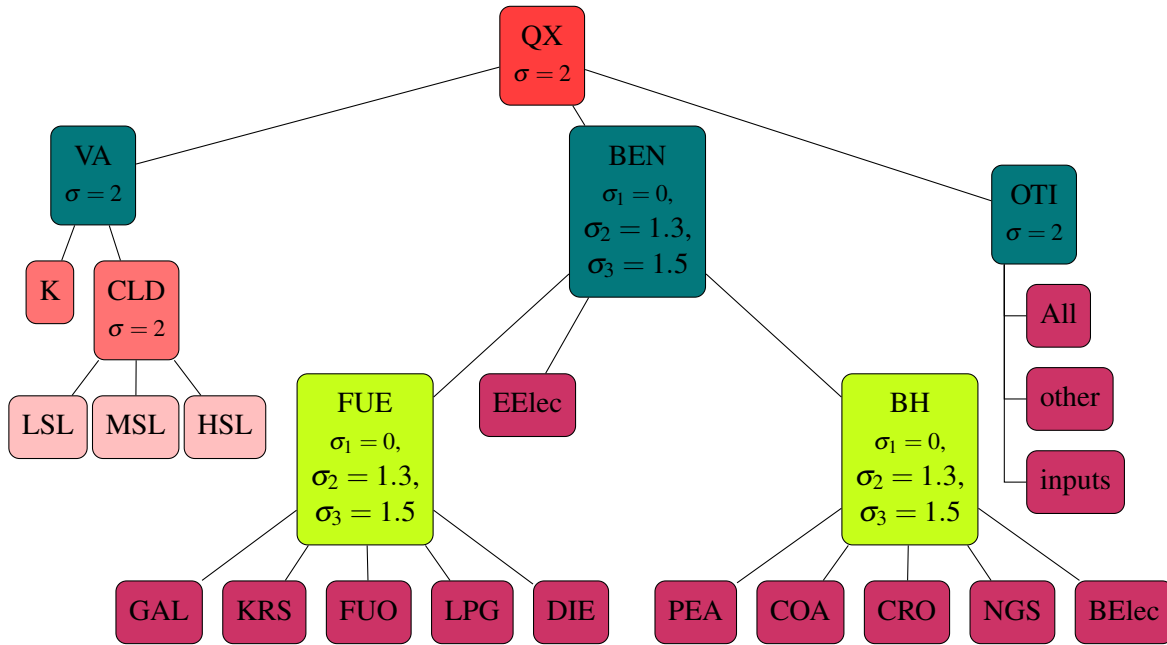 QX
σ = 2
VA
σ = 2
BEN
σ₁ = 0,
σ₂ = 1.3,
σ₃ = 1.5
OTI
σ = 2
K
CLD
σ = 2
All
other
inputs
LSL
MSL
HSL
FUE
σ₁ = 0,
σ₂ = 1.3,
σ₃ = 1.5
EElec
BH
σ₁ = 0,
σ₂ = 1.3,
σ₃ = 1.5
GAL
KRS
FUO
LPG
DIE
PEA
COA
CRO
NGS
BElec